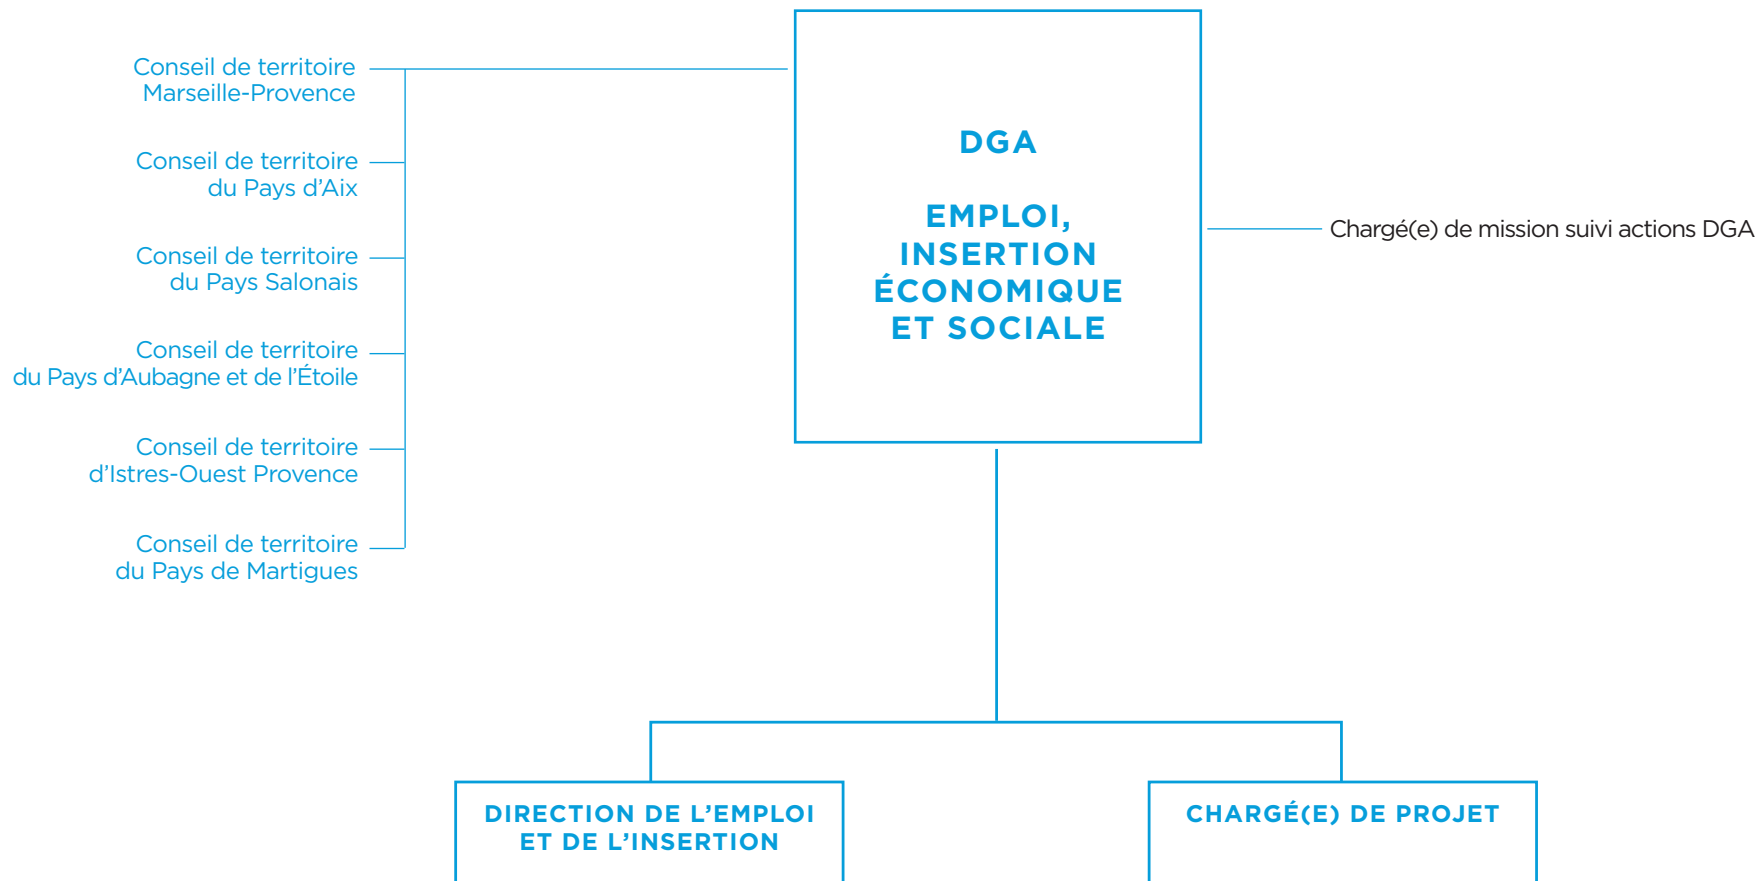 Conseil de territoire
Marseille-Provence
Conseil de territoire
du Pays d’Aix
Conseil de territoire
du Pays Salonais
Conseil de territoire
du Pays d’Aubagne et de l’Étoile
Conseil de territoire
d’Istres-Ouest Provence
Conseil de territoire
du Pays de Martigues
DGA
EMPLOI,
INSERTION
ÉCONOMIQUE
ET SOCIALE
Chargé(e) de mission suivi actions DGA
DIRECTION DE L’EMPLOI
ET DE L’INSERTION
CHARGÉ(E) DE PROJET